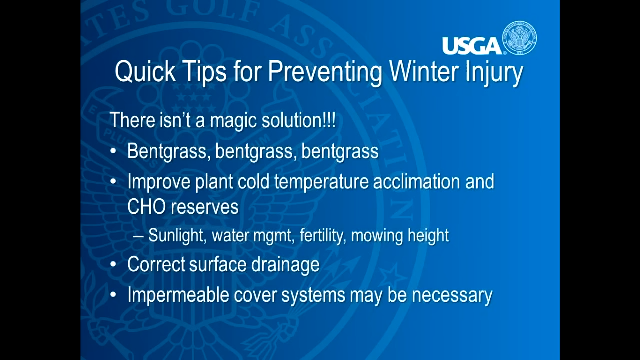 USGA
Quick Tips for Preventing Winter Injury
There isn't a magic solution!!!
• Bentgrass, bentgrass, bentgrass
• Improve plant cold temperature acclimation and
CHO reserves
– Sunlight, water mgmt, fertility, mowing height
• Correct surface drainage
• Impermeable cover systems may be necessary